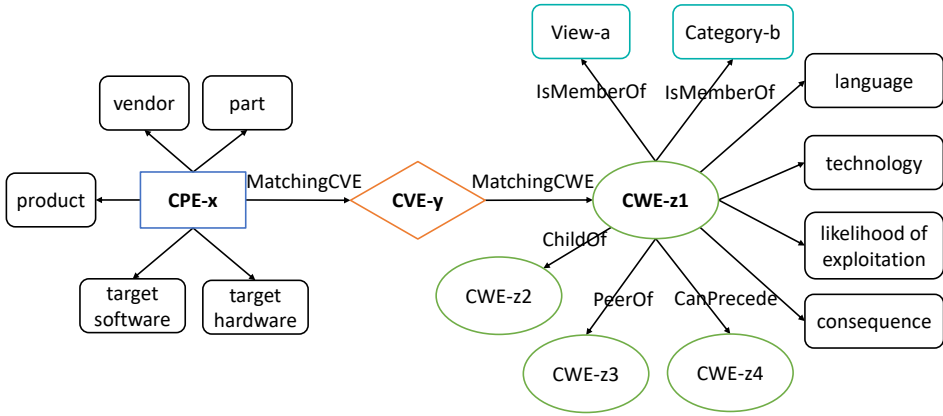 View-a
Category-b
IsMemberOf
IsMemberOf
language
vendor
part
technology
MatchingCVE
MatchingCWE
product
CPE-x
CVE-y
CWE-z1
likelihood of
exploitation
ChildOf
CWE-z2
PeerOf
CanPrecede
target
software
target
hardware
consequence
CWE-z3
CWE-z4